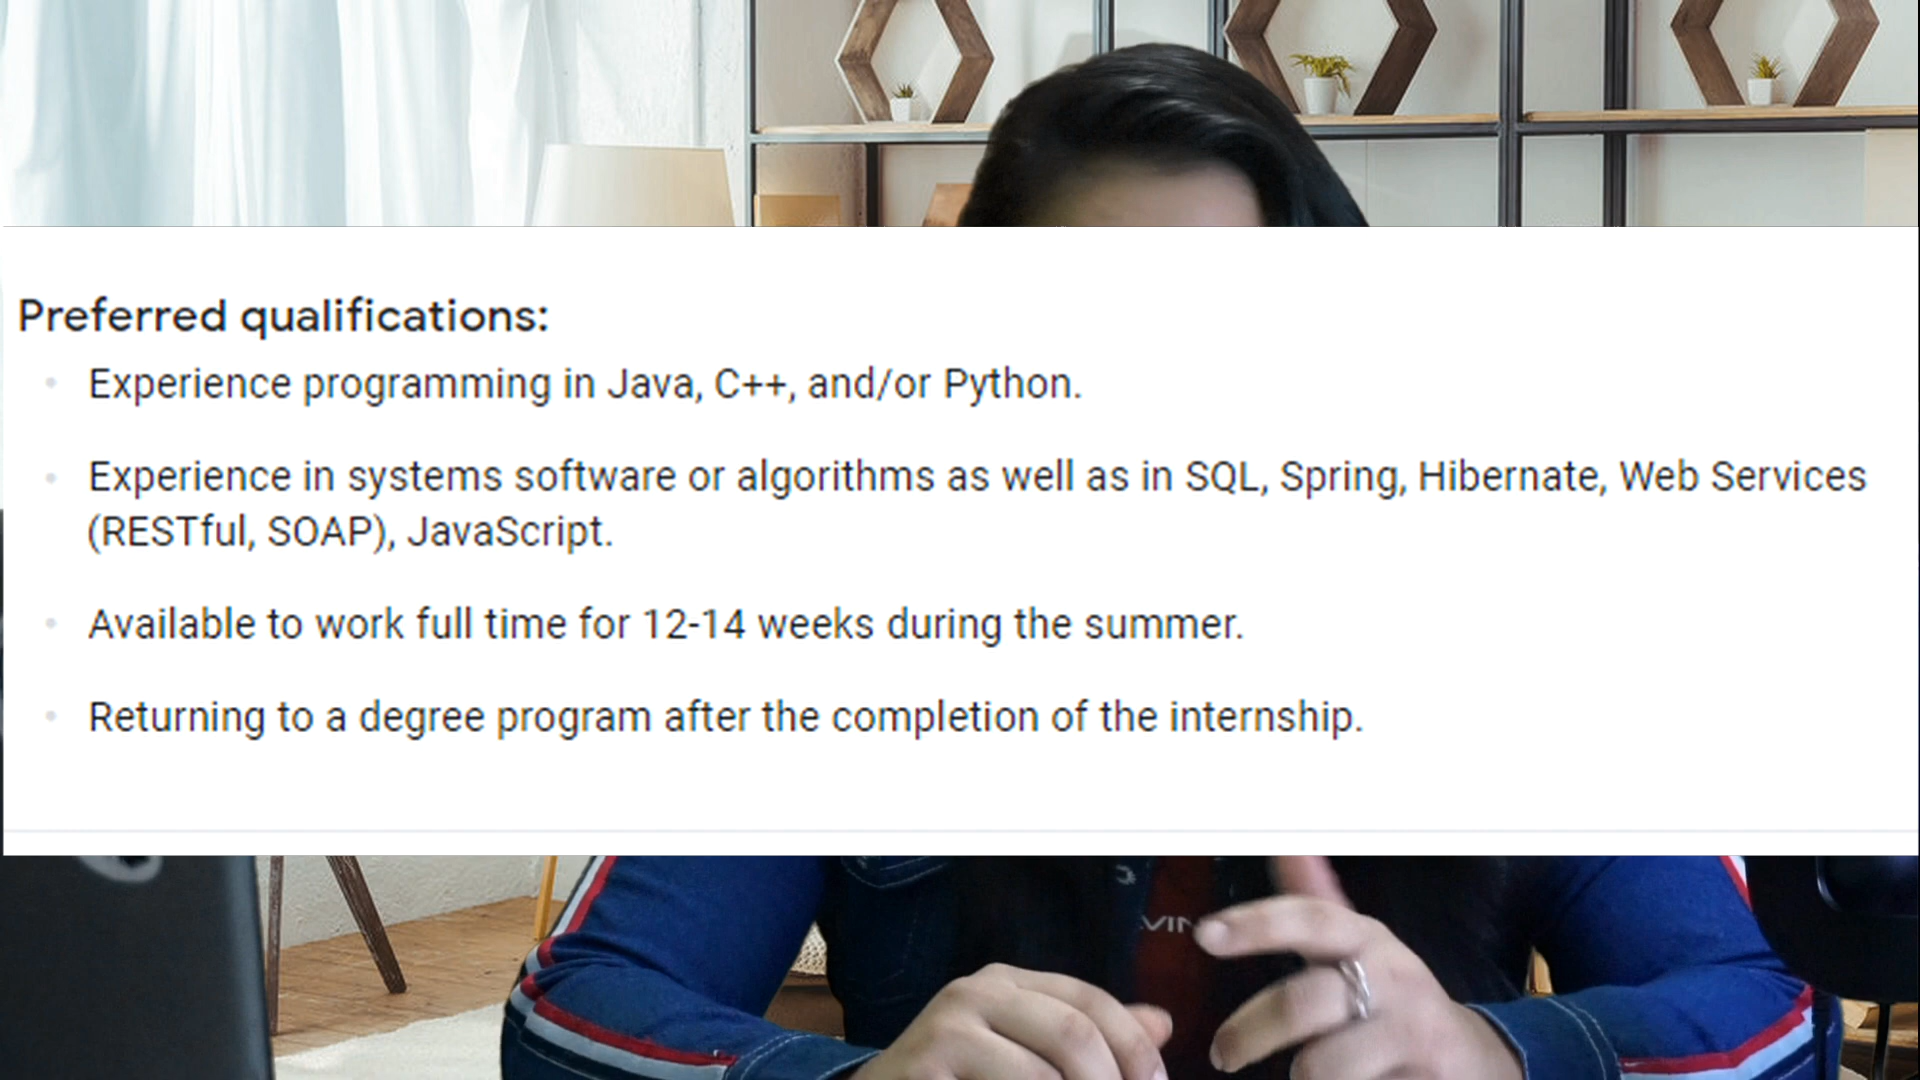 Preferred qualifications:
Experience programming in Java, C++, and/or Python.
Experience in systems software or algorithms as well as in SQL, Spring, Hibernate, Web Services
(RESTful, SOAP), JavaScript.
Available to work full time for 12-14 weeks during the summer.
Returning to a degree program after the completion of the internship.